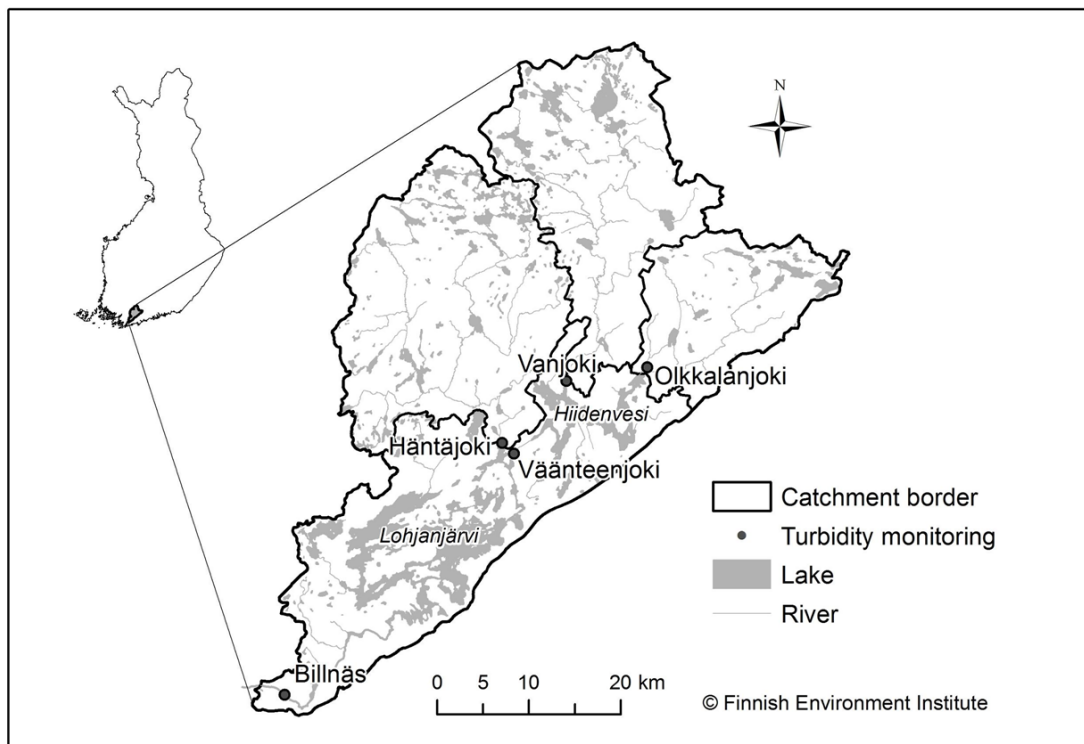 N
Vanjoki
Olkkalanjoki
Hiidenvesi
Häntäjoki
Väänteenjoki
Catchment border
Turbidity monitoring
Lohjanjärvi
Lake
River
Billnäs
0 5 10 20 km
© Finnish Environment Institute